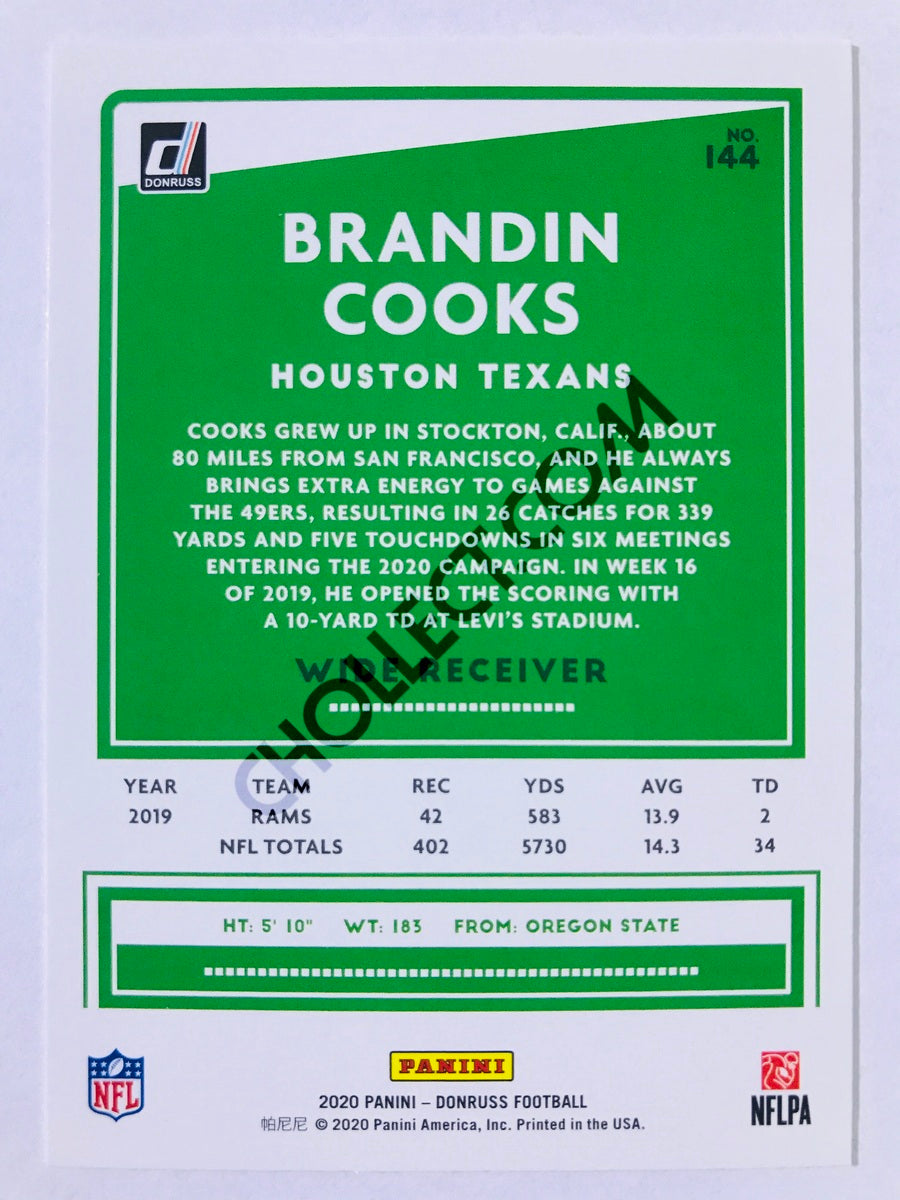 DONRUSS
NO.
144
BRANDIN
COOKS
HOUSTON TEXANS
COOKS GREW UP IN STOCKTON, CALIF., ABOUT
80 MILES FROM SAN FRANCISCO, AND HE ALWAYS
BRINGS EXTRA ENERGY TO GAMES AGAINST
THE 49ERS, RESULTING IN 26 CATCHES FOR 339
YARDS AND FIVE TOUCHDOWNS IN SIX MEETINGS
ENTERING THE 2020 CAMPAIGN. IN WEEK 16
OF 2019, HE OPENED THE SCORING WITH
A 10-YARD TD AT LEVI'S STADIUM.
WIDE RECEIVER
CHOLLECT.COM
YEAR TEAM REC YDS AVG TD
2019 RAMS 42 583 13.9 2
NFL TOTALS 402 5730 14.3 34
HT: 5' 10" WT: 183 FROM: OREGON STATE
NFL
PANINI
NFLPA
2020 PANINI – DONRUSS FOOTBALL
帕尼尼 © 2020 Panini America, Inc. Printed in the USA.